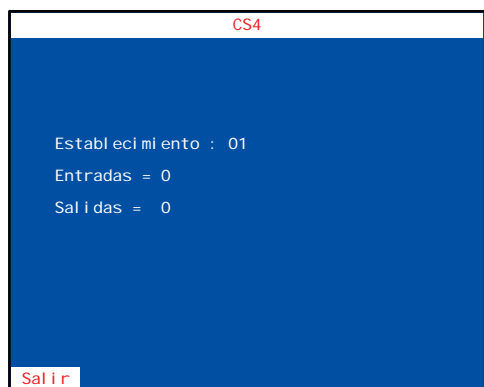 CS4
Establecimiento : 01
Entradas = 0
Salidas = 0
Salir